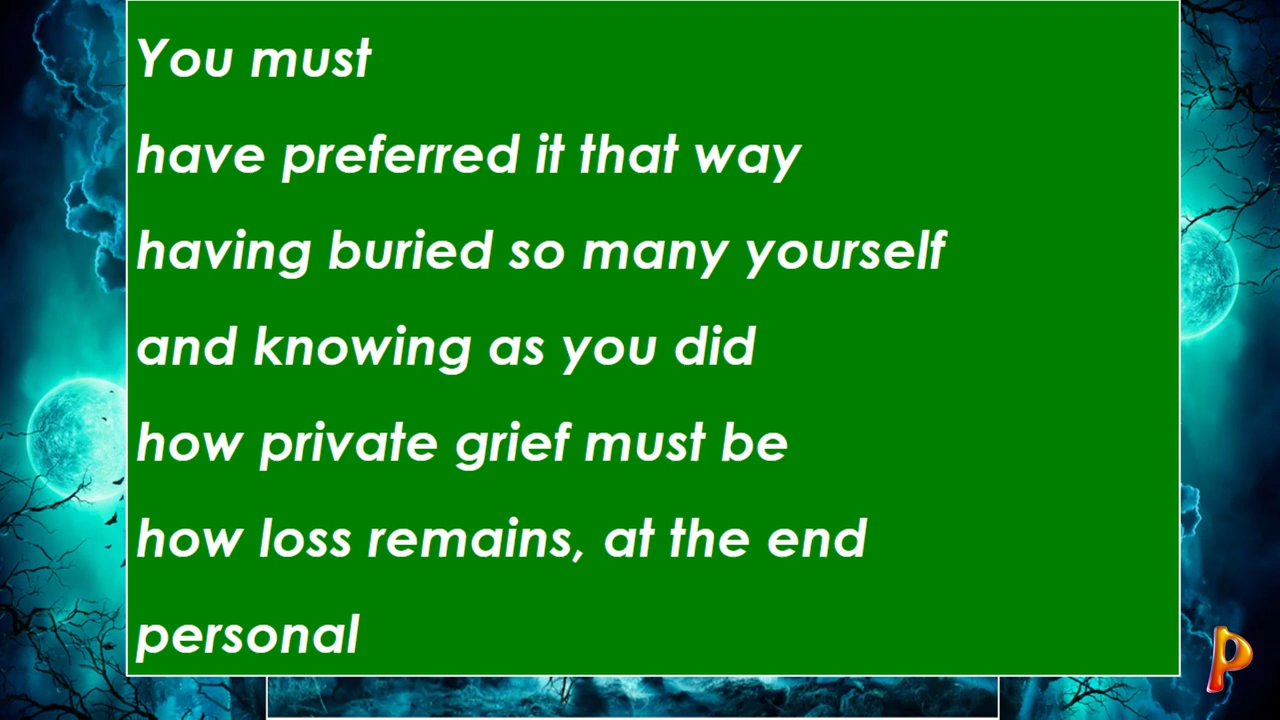 You must
have preferred it that way
having buried so many yourself
and knowing as you did
how private grief must be
how loss remains, at the end
personal
P